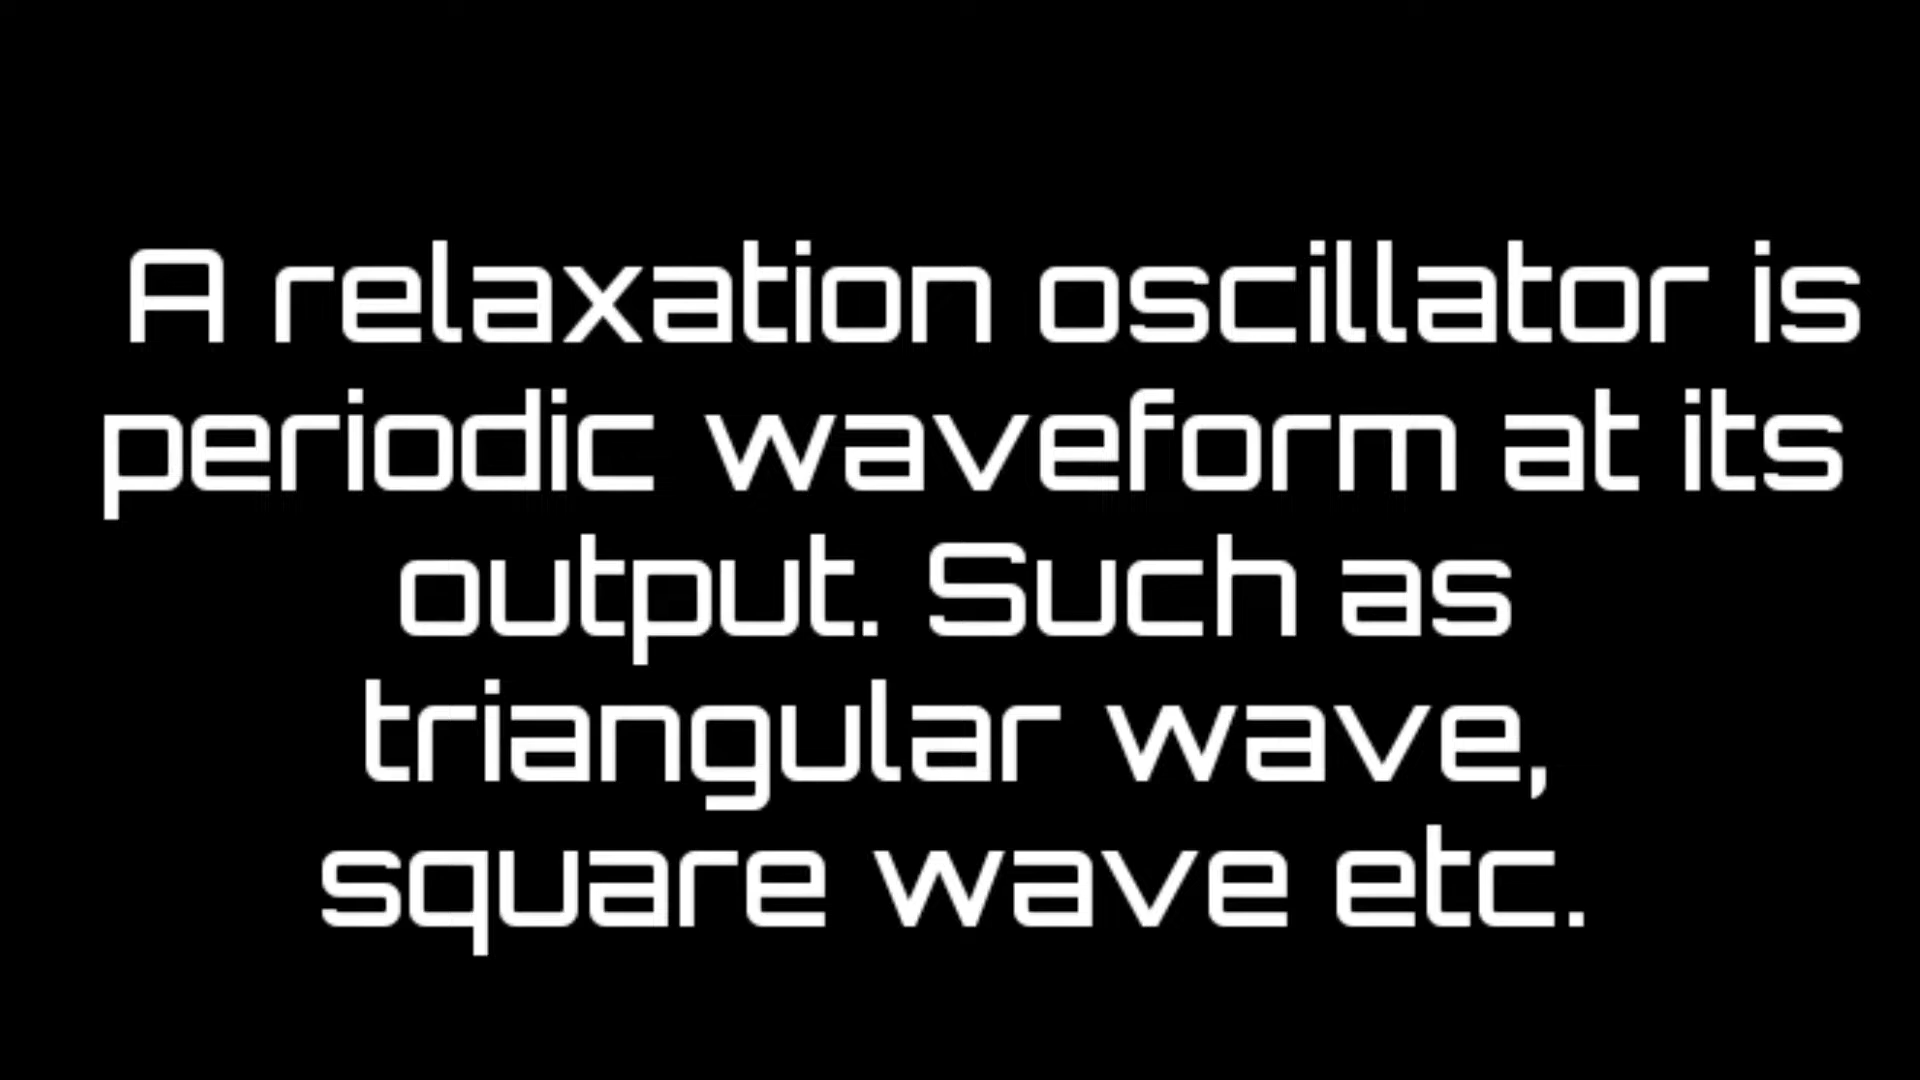 A relaxation oscillator is
periodic waveform at its
output. Such as
triangular wave,
square wave etc.